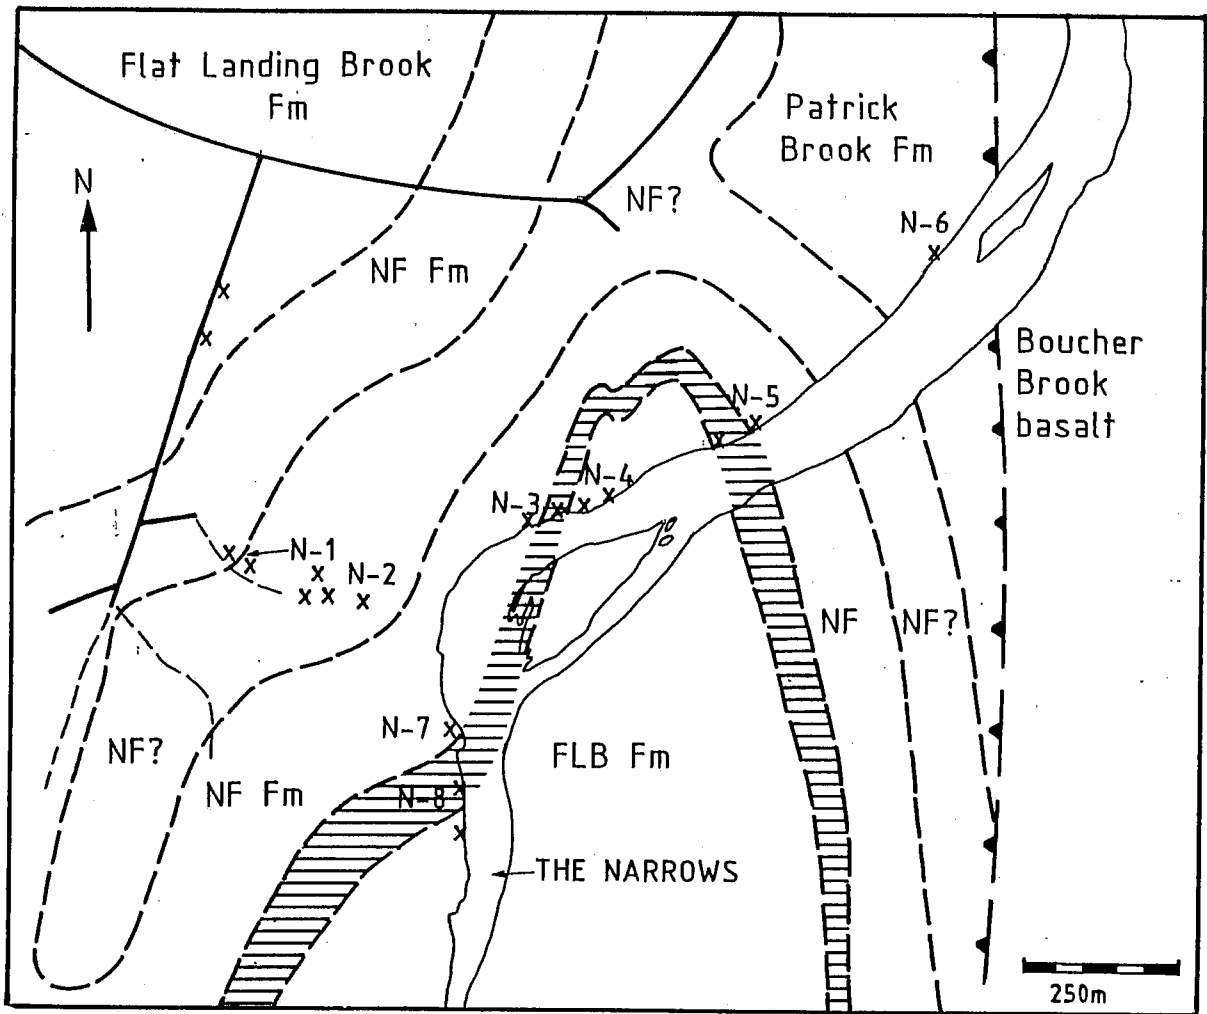 Flat Landing Brook
Fm
Patrick
Brook Fm
N
NF?
N-6
NF Fm
Boucher
Brook
basalt
N-5
N-4
N-3
N-1
N-2
NF
NF?
N-7
NF?
FLB Fm
NF Fm
N-8
THE NARROWS
250m